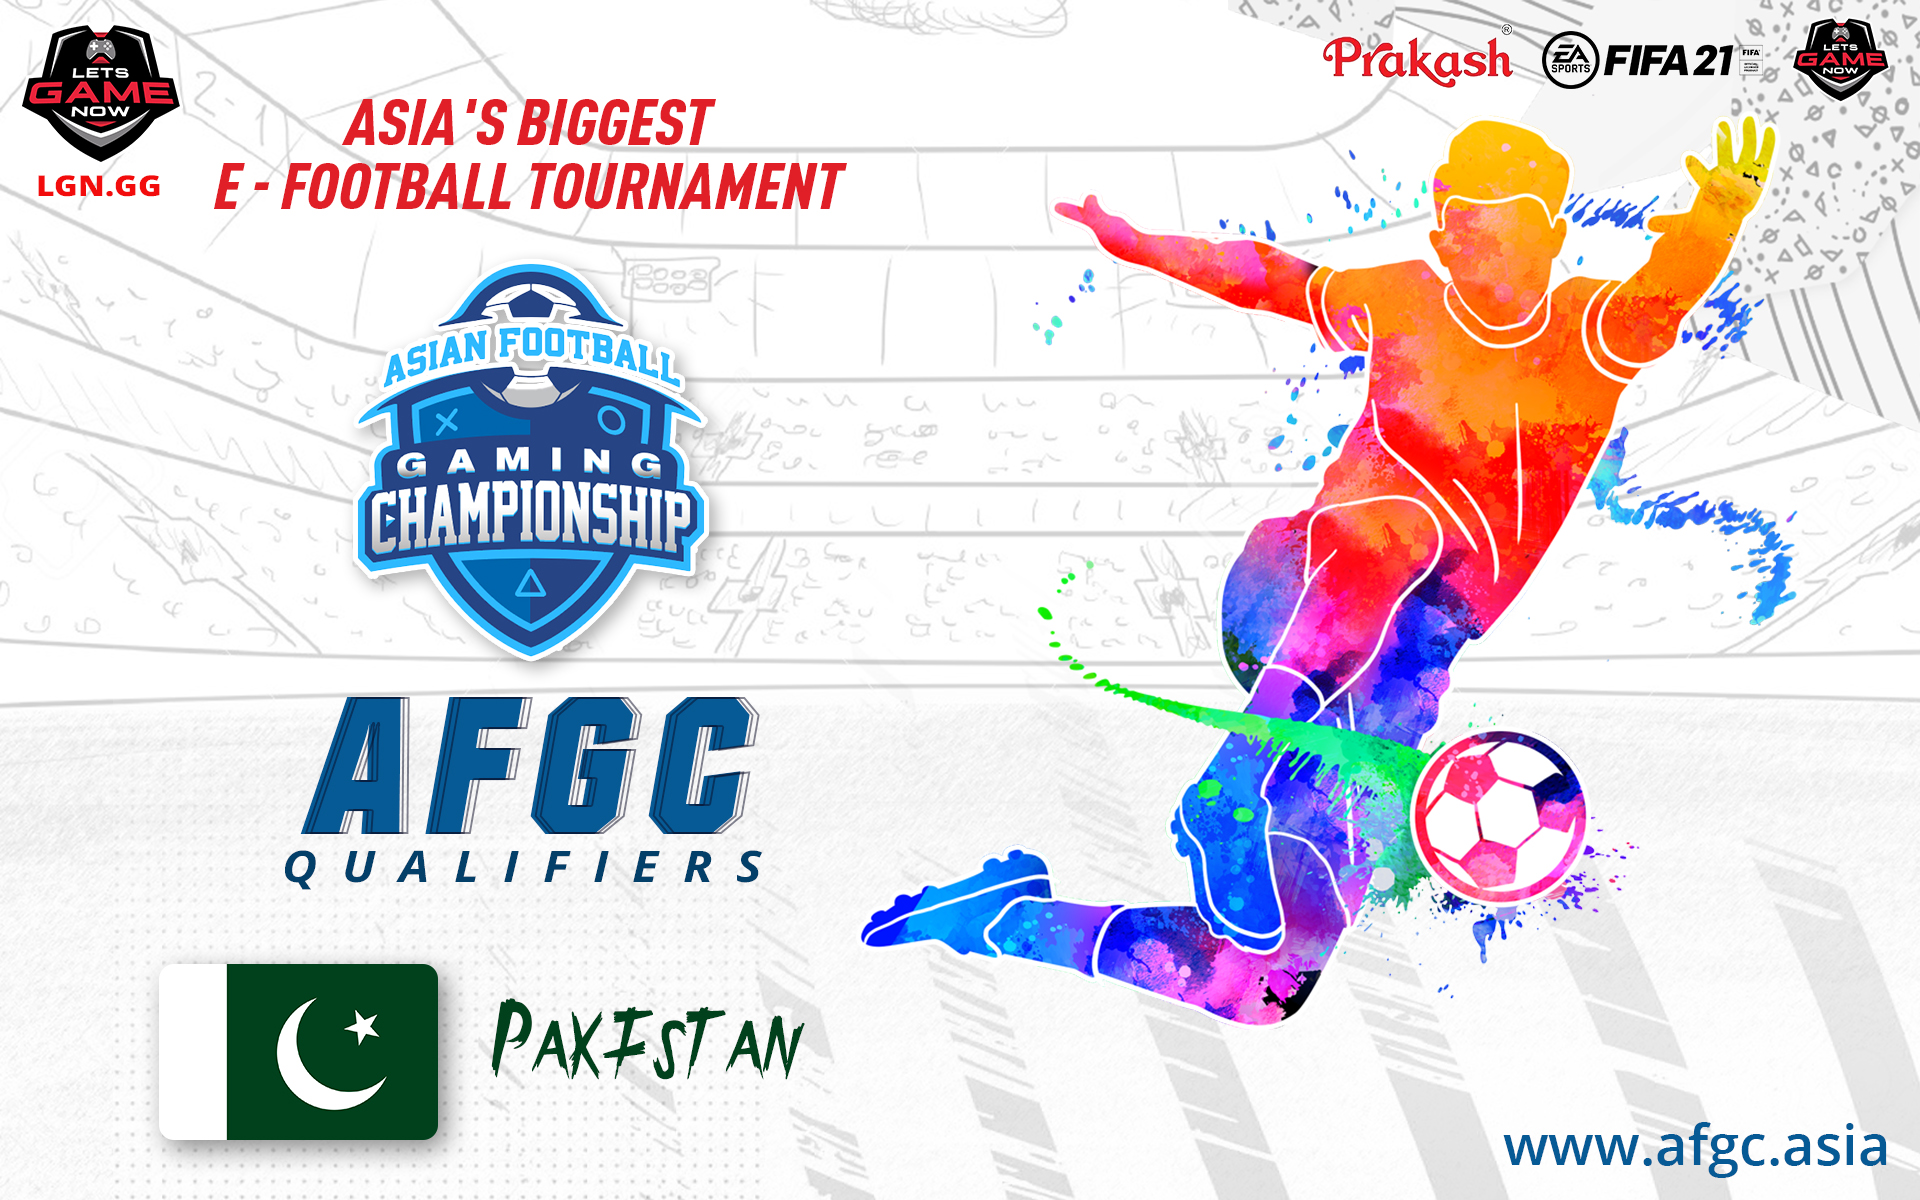 LETS
GAME
NOW
LGN.GG
Prakash®
EA
SPORTS
FIFA 21
FIFA
LETS
GAME
NOW
ASIA'S BIGGEST
E - FOOTBALL TOURNAMENT
ASIAN FOOTBALL
GAMING
CHAMPIONSHIP
AFGC
QUALIFIERS
PAKISTAN
www.afgc.asia